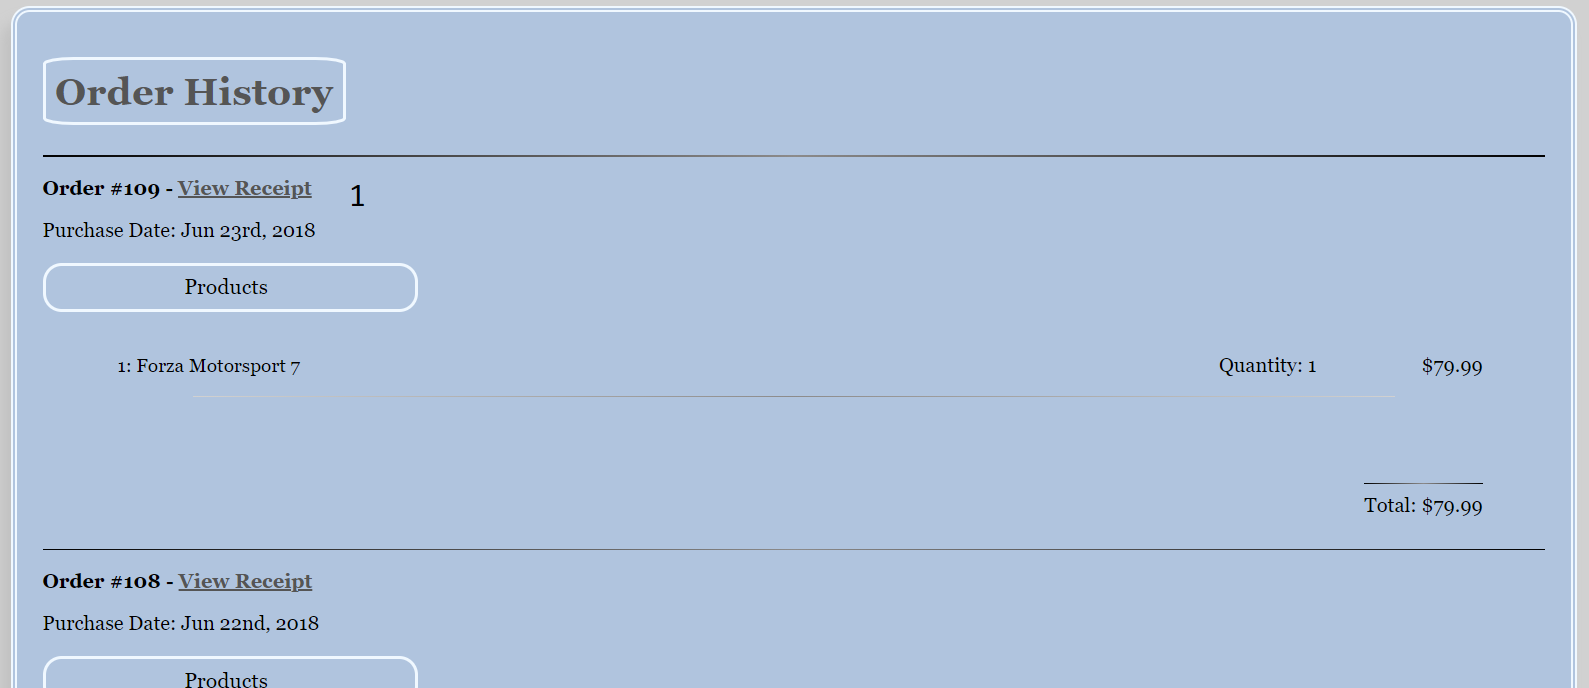 Order History
Order #109 - View Receipt 1
Purchase Date: Jun 23rd, 2018
Products
1: Forza Motorsport 7 Quantity: 1 $79.99
Total: $79.99
Order #108 - View Receipt
Purchase Date: Jun 22nd, 2018
Products